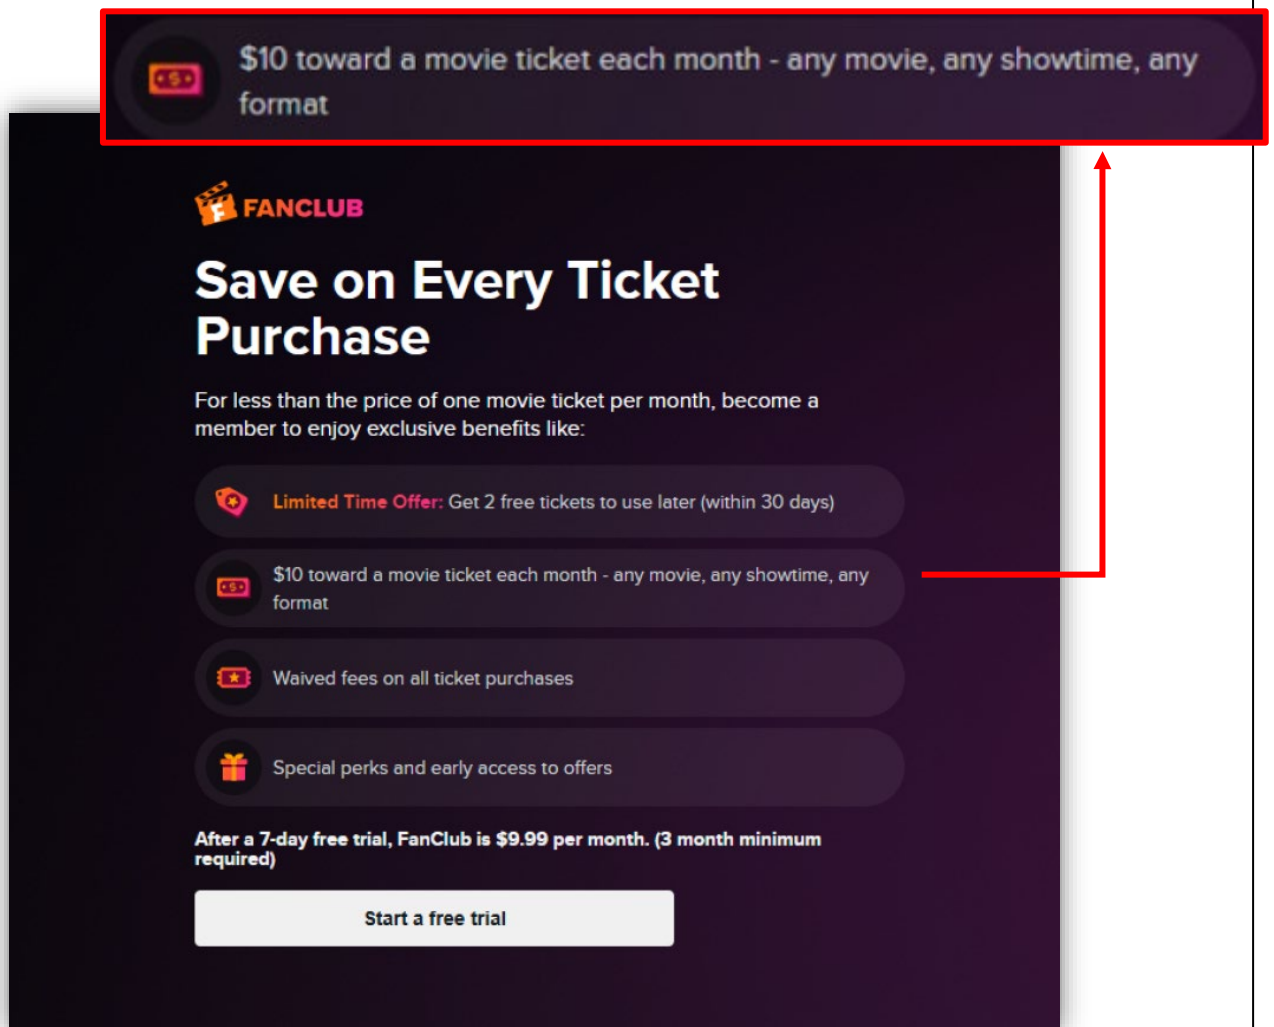 $10 toward a movie ticket each month - any movie, any showtime, any
format
FANCLUB
Save on Every Ticket
Purchase
For less than the price of one movie ticket per month, become a
member to enjoy exclusive benefits like:
Limited Time Offer: Get 2 free tickets to use later (within 30 days)
$10 toward a movie ticket each month - any movie, any showtime, any
format
Waived fees on all ticket purchases
Special perks and early access to offers
After a 7-day free trial, FanClub is $9.99 per month. (3 month minimum
required)
Start a free trial